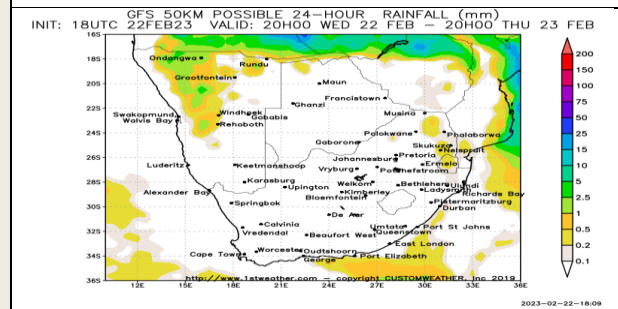 GFS 50KM POSSIBLE 24-HOUR RAINFALL (mm)
INIT: 18UTC 22FEB23 VALID: 20H00 WED 22 FEB - 20H00 THU 23 FEB
16S
Ondangwa
Rundu
200
18S
150
Grootfontein
Maun
100
20S
Francistown
75
Ghanzi
22S
50
Swakopmund
Windhoek
Gobabis
Musina
Walvis Bay
Rehoboth
25
24S
Polokwane
Phalaborwa
15
Gaborone
Skukuza
Nelspruit
26S
Johannesburg
Pretoria
10
Luderitz
Keetmanshoop
Vryburg
Potchefstroom
Ermelo
5
28S
Karasburg
Upington
Welkom
Bethlehem
Ulundi
Alexander Bay
Kimberley
Ladysmith
Richards Bay
2.5
Springbok
Bloemfontein
Pietermaritzburg
30S
Durban
1
De Aar
Calvinia
Umtata
Port St Johns
0.5
32S
Vredendal
Beaufort West
Queenstown
East London
0.2
34S
Worcester
Oudtshoorn
Cape Town
George
Port Elizabeth
0.1
http://www.1stweather.com - copyright CUSTOMWEATHER, Inc 2019
36S
12E 15E 18E 21E 24E 27E 30E 33E 36E
2023-02-22-18:09